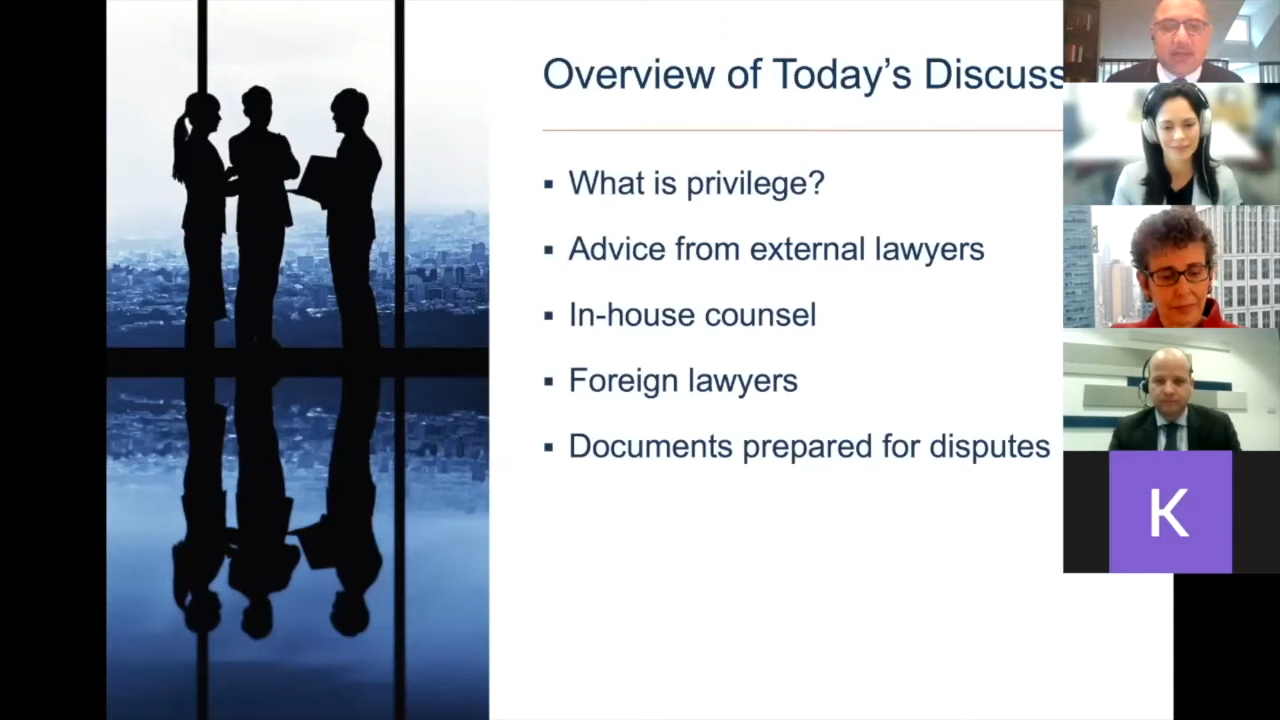 Overview of Today's Discuss
What is privilege?
Advice from external lawyers
In-house counsel
Foreign lawyers
Documents prepared for disputes
K